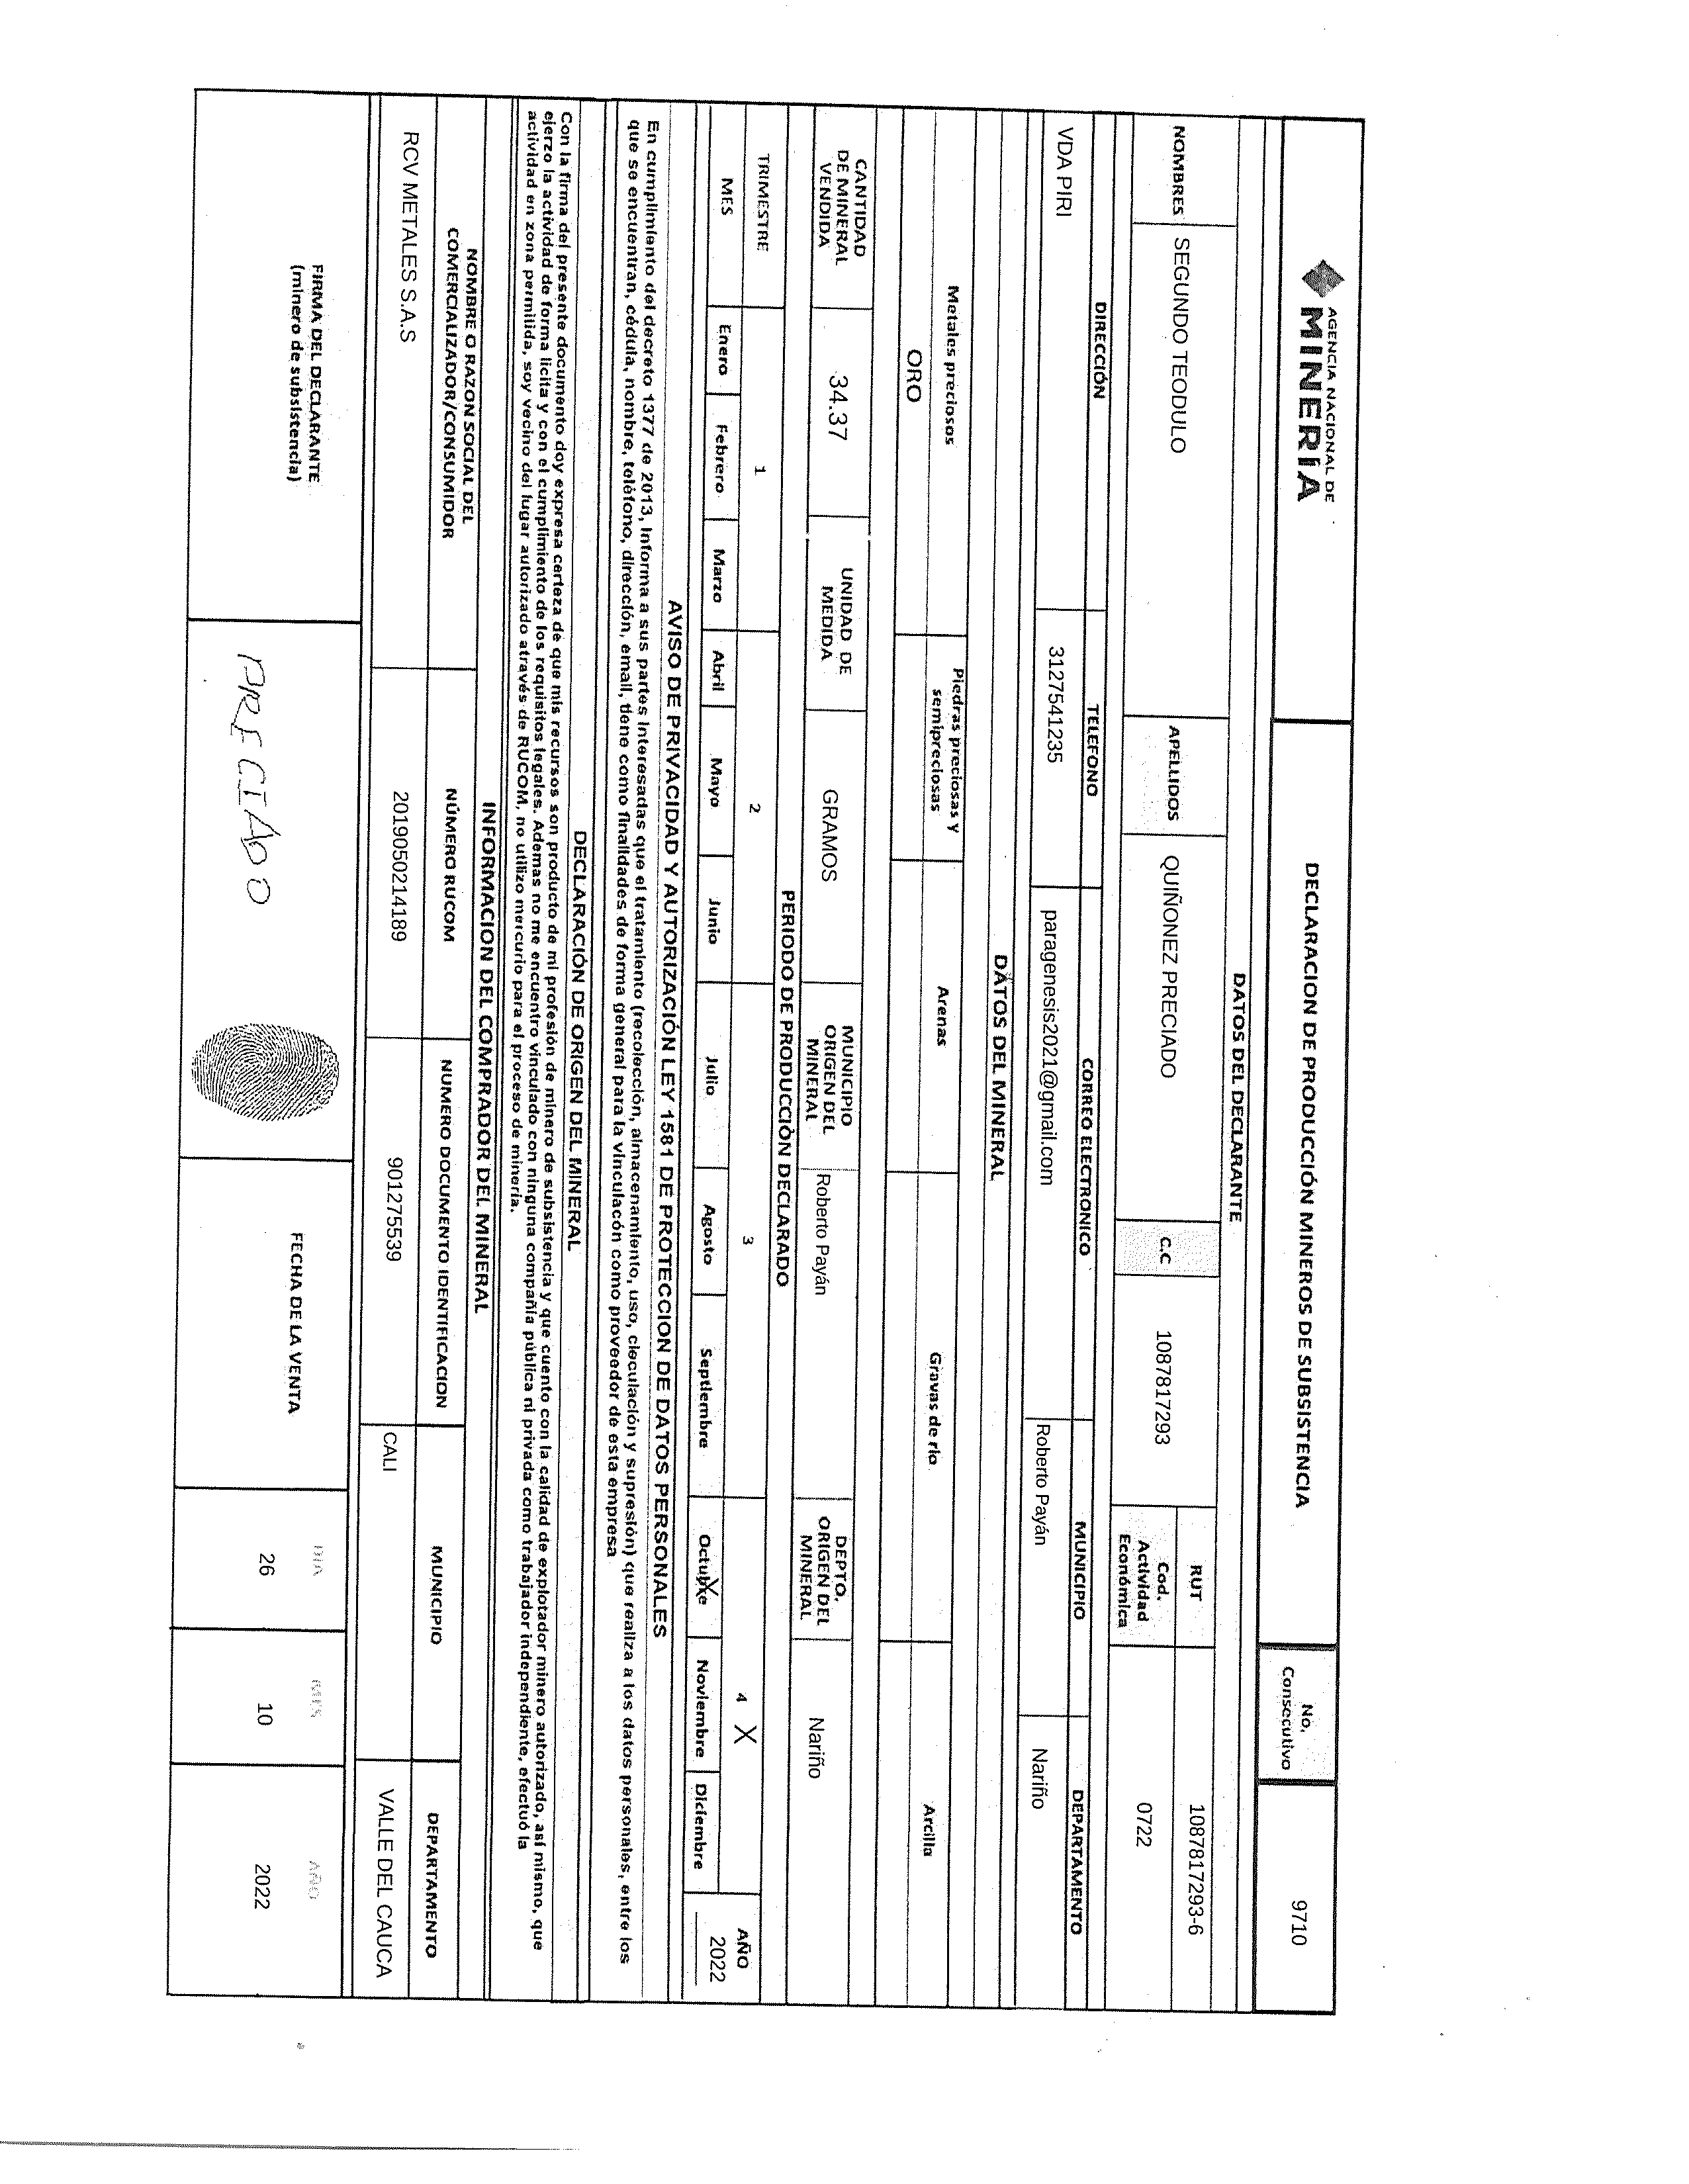 AGENCIA NACIONAL DE
MINERÍA
DECLARACION DE PRODUCCIÓN MINEROS DE SUBSISTENCIA
No.
Consecutivo
9710
DATOS DEL DECLARANTE
NOMBRES
SEGUNDO TEODULO
APELLIDOS
QUIÑONEZ PRECIADO
C.C
1087817293
RUT
1087817293-6
Cod.
Actividad
Económica
0722
DIRECCIÓN
TELEFONO
CORREO ELECTRONICO
MUNICIPIO
DEPARTAMENTO
VDA PIRI
3127541235
paragenesis2021@gmail.com
Roberto Payán
Nariño
DATOS DEL MINERAL
Metales preciosos
Piedras preciosas y
semipreciosas
Arenas
Gravas de río
Arcilla
ORO
CANTIDAD
DE MINERAL
VENDIDA
34.37
UNIDAD DE
MEDIDA
GRAMOS
MUNICIPIO
ORIGEN DEL
MINERAL
Roberto Payán
DEPTO.
ORIGEN DEL
MINERAL
Nariño
PERIODO DE PRODUCCIÒN DECLARADO
TRIMESTRE
1
2
3
4 X
AÑO
2022
MES
Enero
Febrero
Marzo
Abril
Mayo
Junio
Julio
Agosto
Septiembre
Octubre
X
Noviembre
Diciembre
AVISO DE PRIVACIDAD Y AUTORIZACIÓN LEY 1581 DE PROTECCION DE DATOS PERSONALES
En cumplimiento del decreto 1377 de 2013, Informa a sus partes interesadas que el tratamiento (recolección, almacenamiento, uso, cieculación y supresión) que realiza a los datos personales, entre los
que se encuentran, cédula, nombre, teléfono, dirección, email, tiene como finalidades de forma general para la vinculacón como proveedor de esta empresa
DECLARACIÓN DE ORIGEN DEL MINERAL
Con la firma del presente documento doy expresa certeza de que mis recursos son producto de mi profesión de minero de subsistencia y que cuento con la calidad de explotador minero autorizado, así mismo, que
ejerzo la actividad de forma licita y con el cumplimiento de los requisitos legales. Ademas no me encuentro vinculado con ninguna compañía pública ni privada como trabajador independiente, efectuó la
actividad en zona permitida, soy vecino del lugar autorizado através de RUCOM, no utilizo mercurio para el proceso de minería.
INFORMACION DEL COMPRADOR DEL MINERAL
NOMBRE O RAZON SOCIAL DEL
COMERCIALIZADOR/CONSUMIDOR
NÚMERO RUCOM
NUMERO DOCUMENTO IDENTIFICACION
MUNICIPIO
DEPARTAMENTO
RCV METALES S.A.S
2019050214189
901275539
CALI
VALLE DEL CAUCA
FIRMA DEL DECLARANTE
(minero de subsistencia)
PRECIADO
FECHA DE LA VENTA
DIA
MES
AÑO
26
10
2022